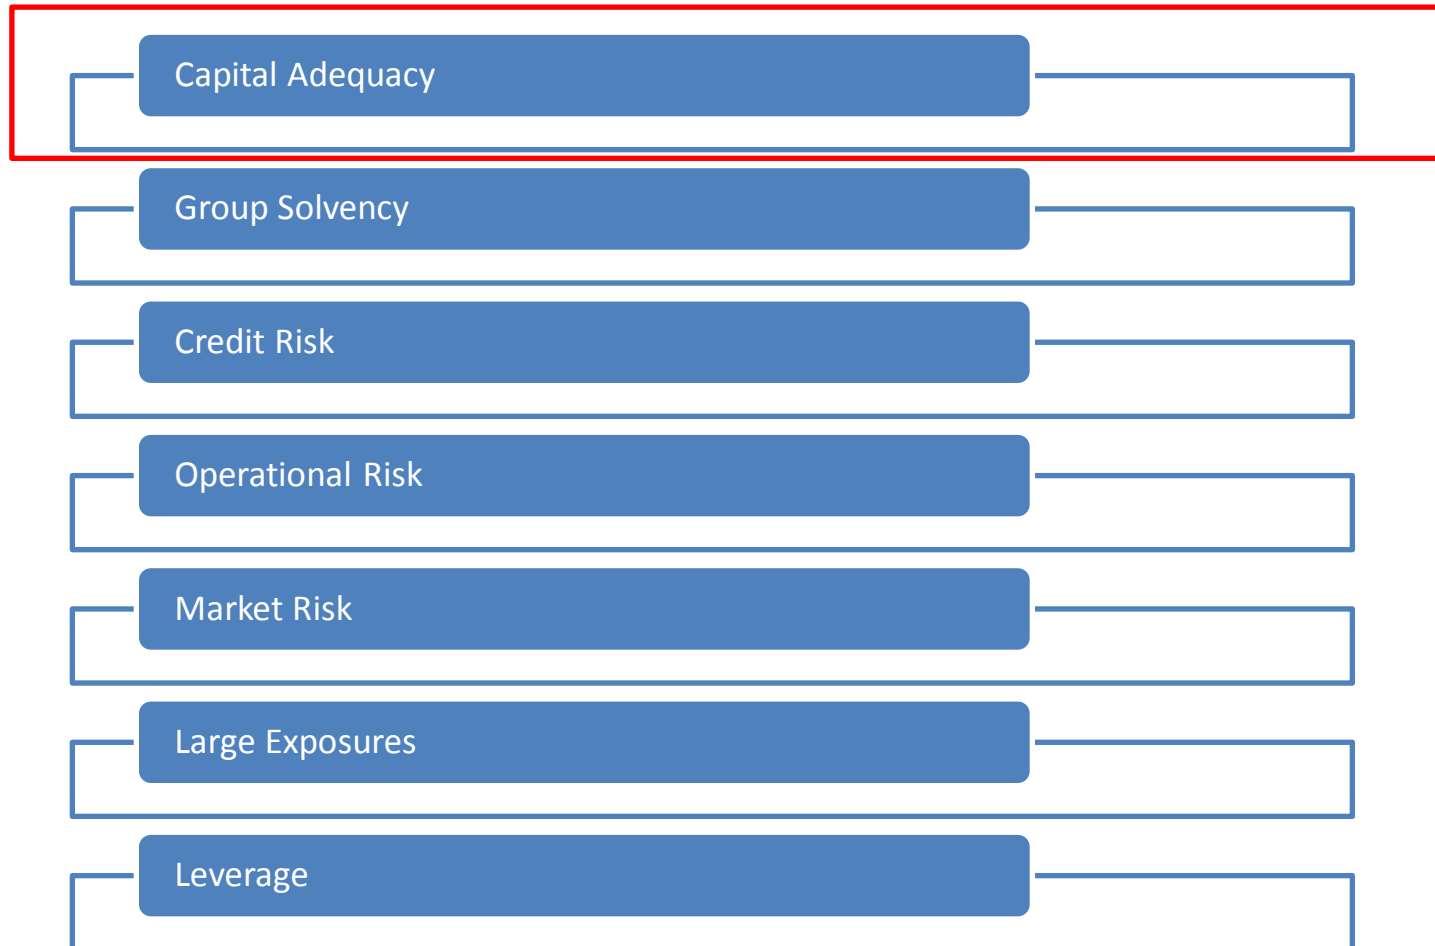 Capital Adequacy
Group Solvency
Credit Risk
Operational Risk
Market Risk
Large Exposures
Leverage